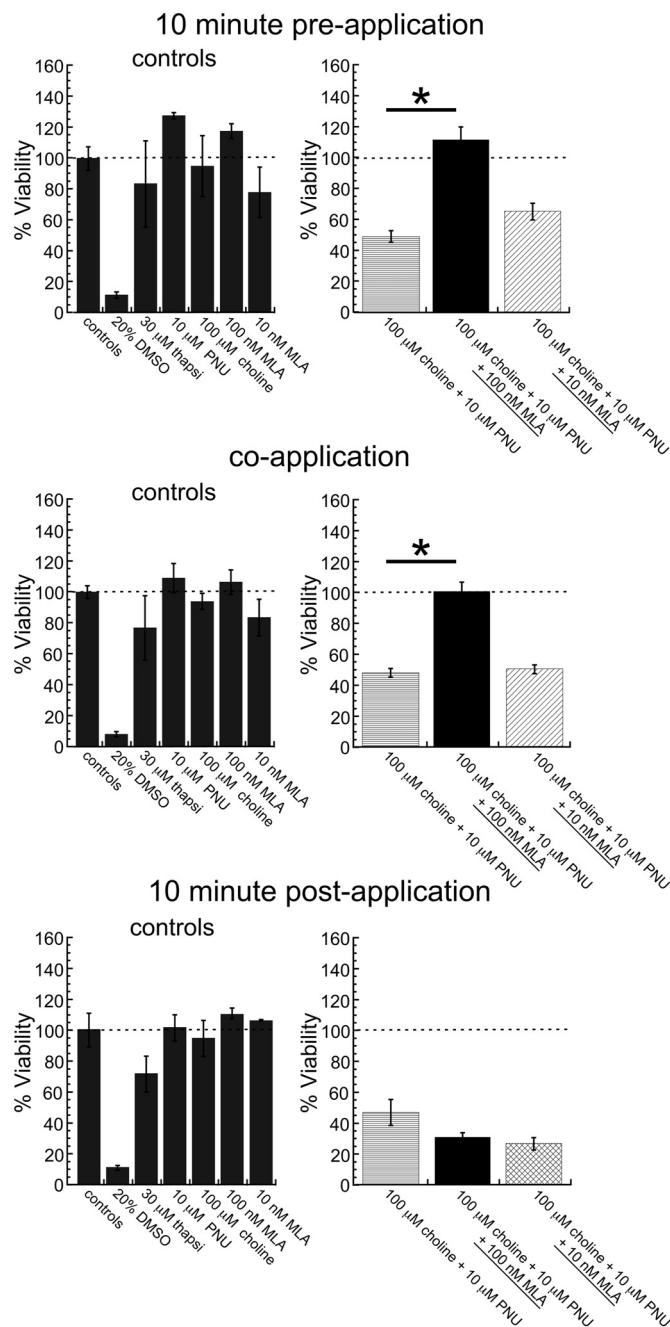 10 minute pre-application
controls
% Viability
160
140
120
100
80
60
40
20
0
controls
20% DMSO
30 μM thapsi
10 μM PNU
100 μM choline
100 nM MLA
10 nM MLA
% Viability
160
140
120
100
80
60
40
20
0
*
100 μM choline + 10 μM PNU
100 μM choline + 10 μM PNU
+ 100 nM MLA
100 μM choline + 10 μM PNU
+ 10 nM MLA
co-application
controls
% Viability
160
140
120
100
80
60
40
20
0
controls
20% DMSO
30 μM thapsi
10 μM PNU
100 μM choline
100 nM MLA
10 nM MLA
% Viability
160
140
120
100
80
60
40
20
0
*
100 μM choline + 10 μM PNU
100 μM choline + 10 μM PNU
+ 100 nM MLA
100 μM choline + 10 μM PNU
+ 10 nM MLA
10 minute post-application
controls
% Viability
160
140
120
100
80
60
40
20
0
controls
20% DMSO
30 μM thapsi
10 μM PNU
100 μM choline
100 nM MLA
10 nM MLA
% Viability
160
140
120
100
80
60
40
20
0
100 μM choline + 10 μM PNU
100 μM choline + 10 μM PNU
+ 100 nM MLA
100 μM choline + 10 μM PNU
+ 10 nM MLA